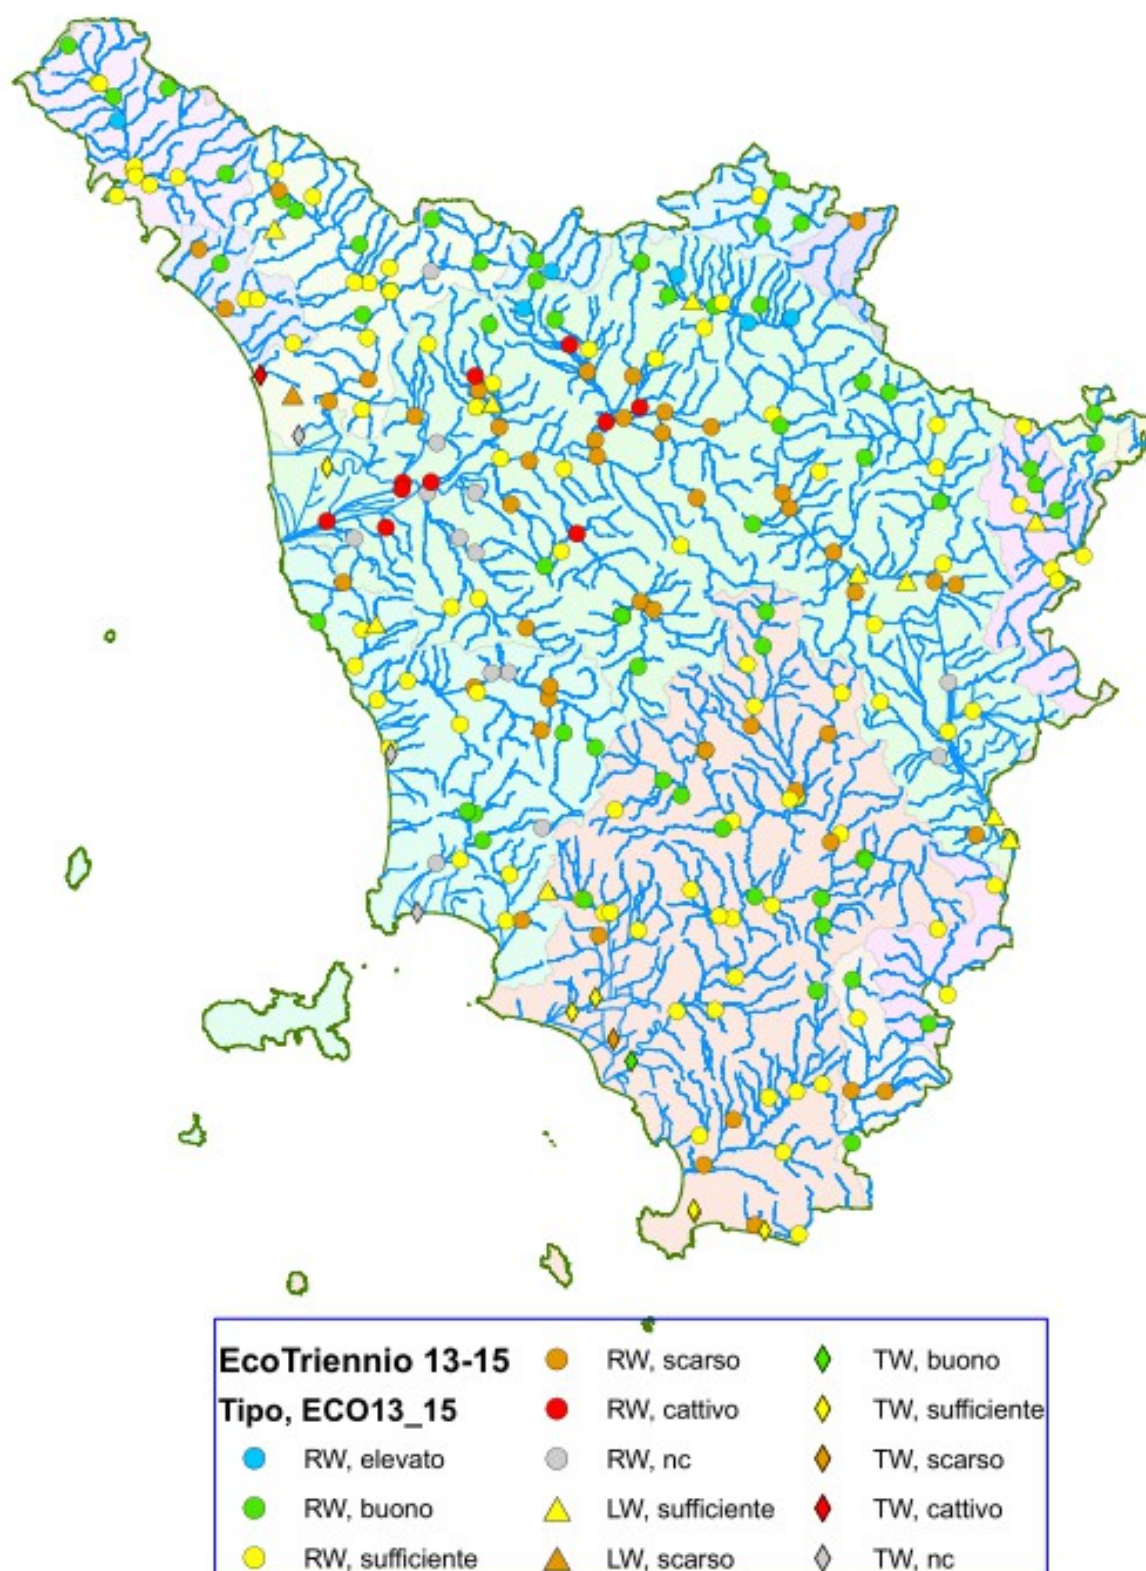 EcoTriennio 13-15
Tipo, ECO13_15
RW, elevato
RW, buono
RW, sufficiente
RW, scarso
RW, cattivo
RW, nc
LW, sufficiente
LW, scarso
TW, buono
TW, sufficiente
TW, scarso
TW, cattivo
TW, nc